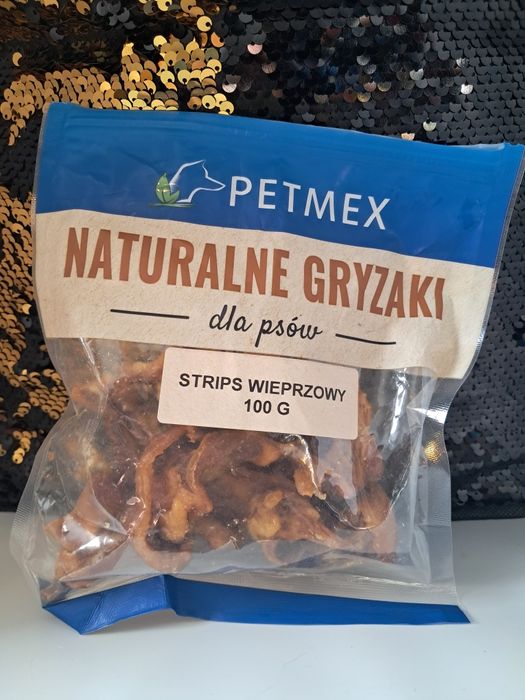 PETMEX
NATURALNE GRYZAKI
dla psów
STRIPS WIEPRZOWY
100 G